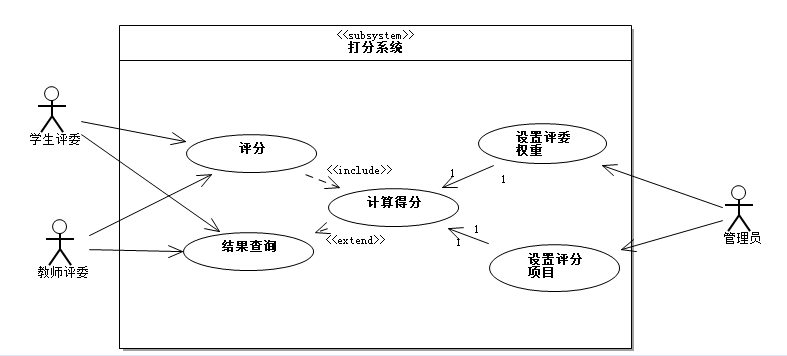 <<subsystem>>
打分系统
学生评委
评分
设置评委
权重
<<include>>
1
1
计算得分
教师评委
结果查询
<<extend>>
1
1
设置评分
项目
管理员